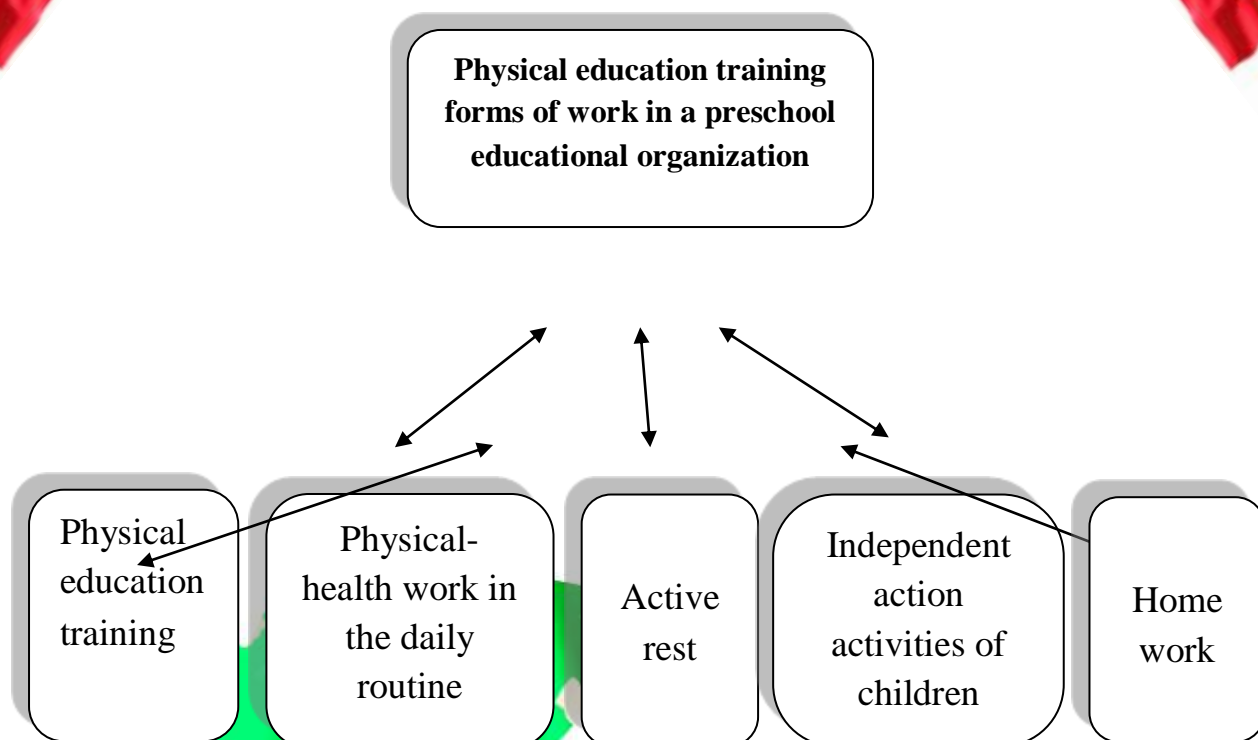 Physical education training
forms of work in a preschool
educational organization
Physical
education
training
Physical-
health work in
the daily
routine
Active
rest
Independent
action
activities of
children
Home
work